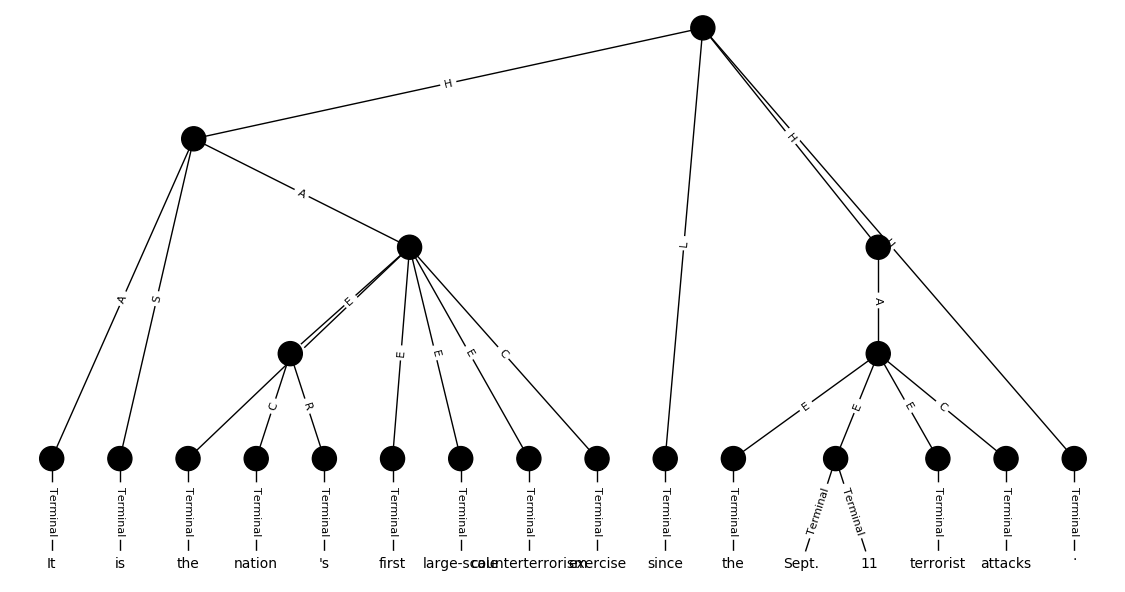 H
A
H
L
U
A
S
A
E
E
E
E
C
C
R
E
E
E
C
Terminal Terminal Terminal Terminal Terminal Terminal Terminal Terminal Terminal Terminal Terminal Terminal Terminal Terminal Terminal Terminal
It is the nation 's first large-scale counterterrorism exercise since the Sept. 11 terrorist attacks .